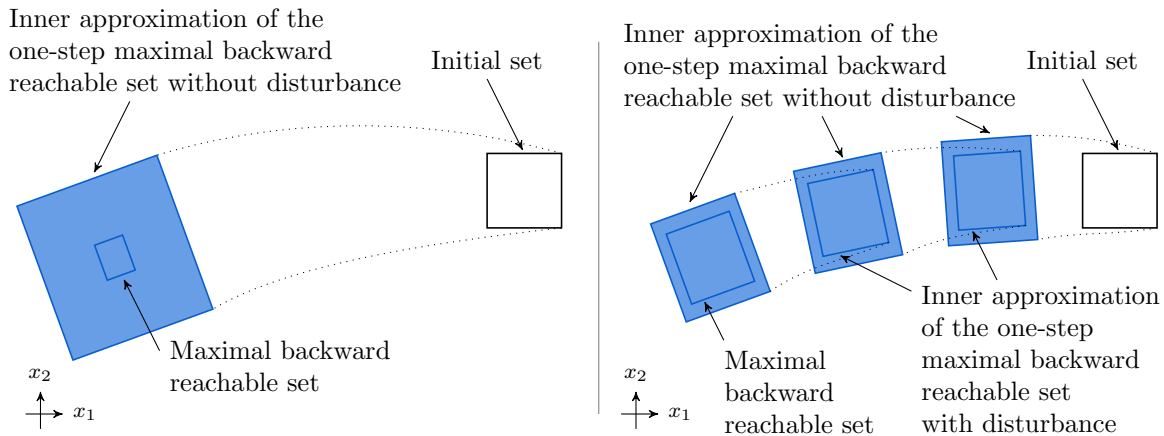 Inner approximation of the
one-step maximal backward
reachable set without disturbance
Initial set
Maximal backward
reachable set
x2
x1
Inner approximation of the
one-step maximal backward
reachable set without disturbance
Initial set
Inner approximation
of the one-step
maximal backward
reachable set
with disturbance
Maximal
backward
reachable set
x2
x1